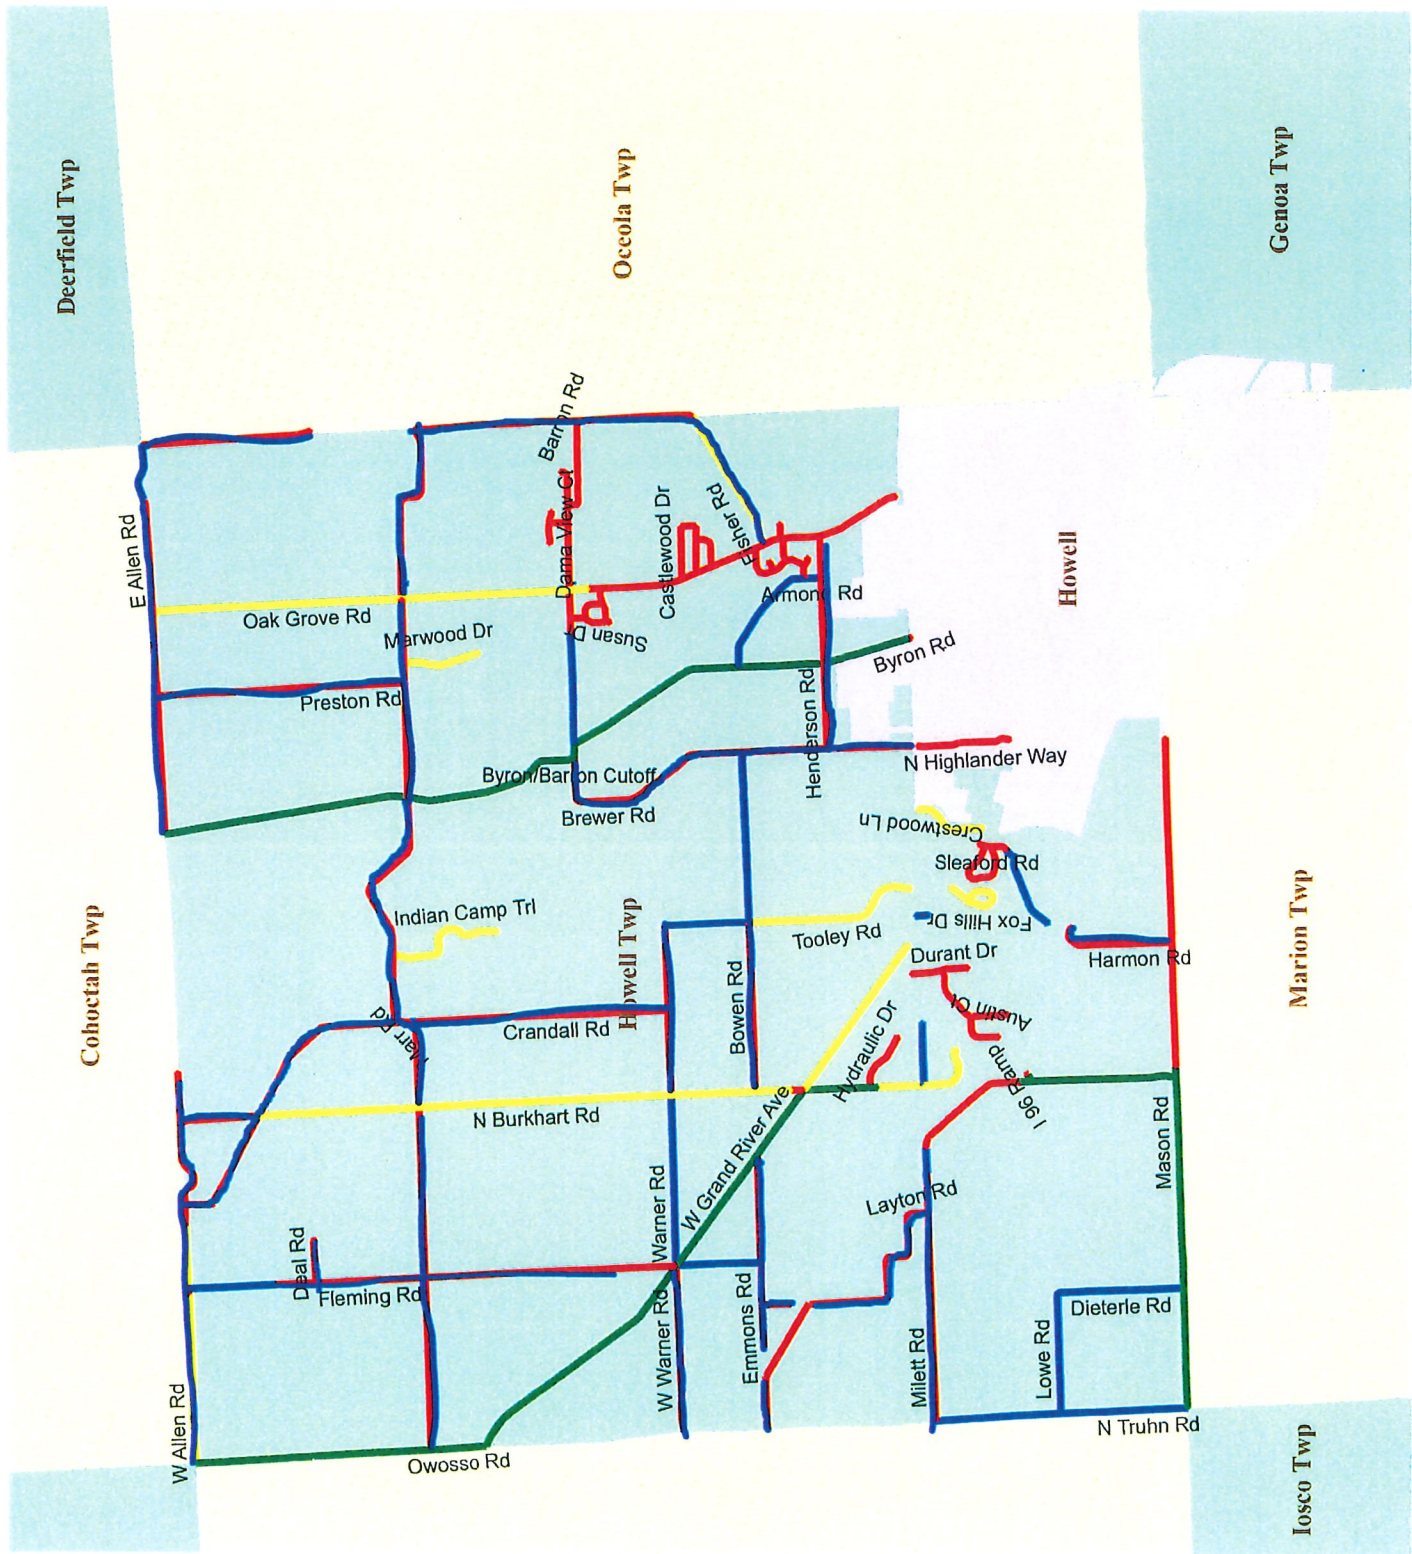 Deerfield Twp
Oceola Twp
Genoa Twp
Barron Rd
E Allen Rd
Dama View Ct
Castlewood Dr
Fisher Rd
Howell
Oak Grove Rd
Armond Rd
Marwood Dr
Susan Dr
Byron Rd
Preston Rd
Henderson Rd
N Highlander Way
Byron/Barron Cutoff
Brewer Rd
Crestwood Ln
Sleaford Rd
Indian Camp Trl
Fox Hills Dr
Tooley Rd
Cohoctah Twp
Howell Twp
Marion Twp
Durant Dr
Harmon Rd
Bowen Rd
Austin Ct
Marr Rd
Crandall Rd
Hydraulic Dr
I 96 Ramp
N Burkhart Rd
W Grand River Ave
Mason Rd
Warner Rd
Layton Rd
Deal Rd
Fleming Rd
W Warner Rd
Emmons Rd
Dieterle Rd
Lowe Rd
Milett Rd
W Allen Rd
N Truhn Rd
Owosso Rd
Iosco Twp